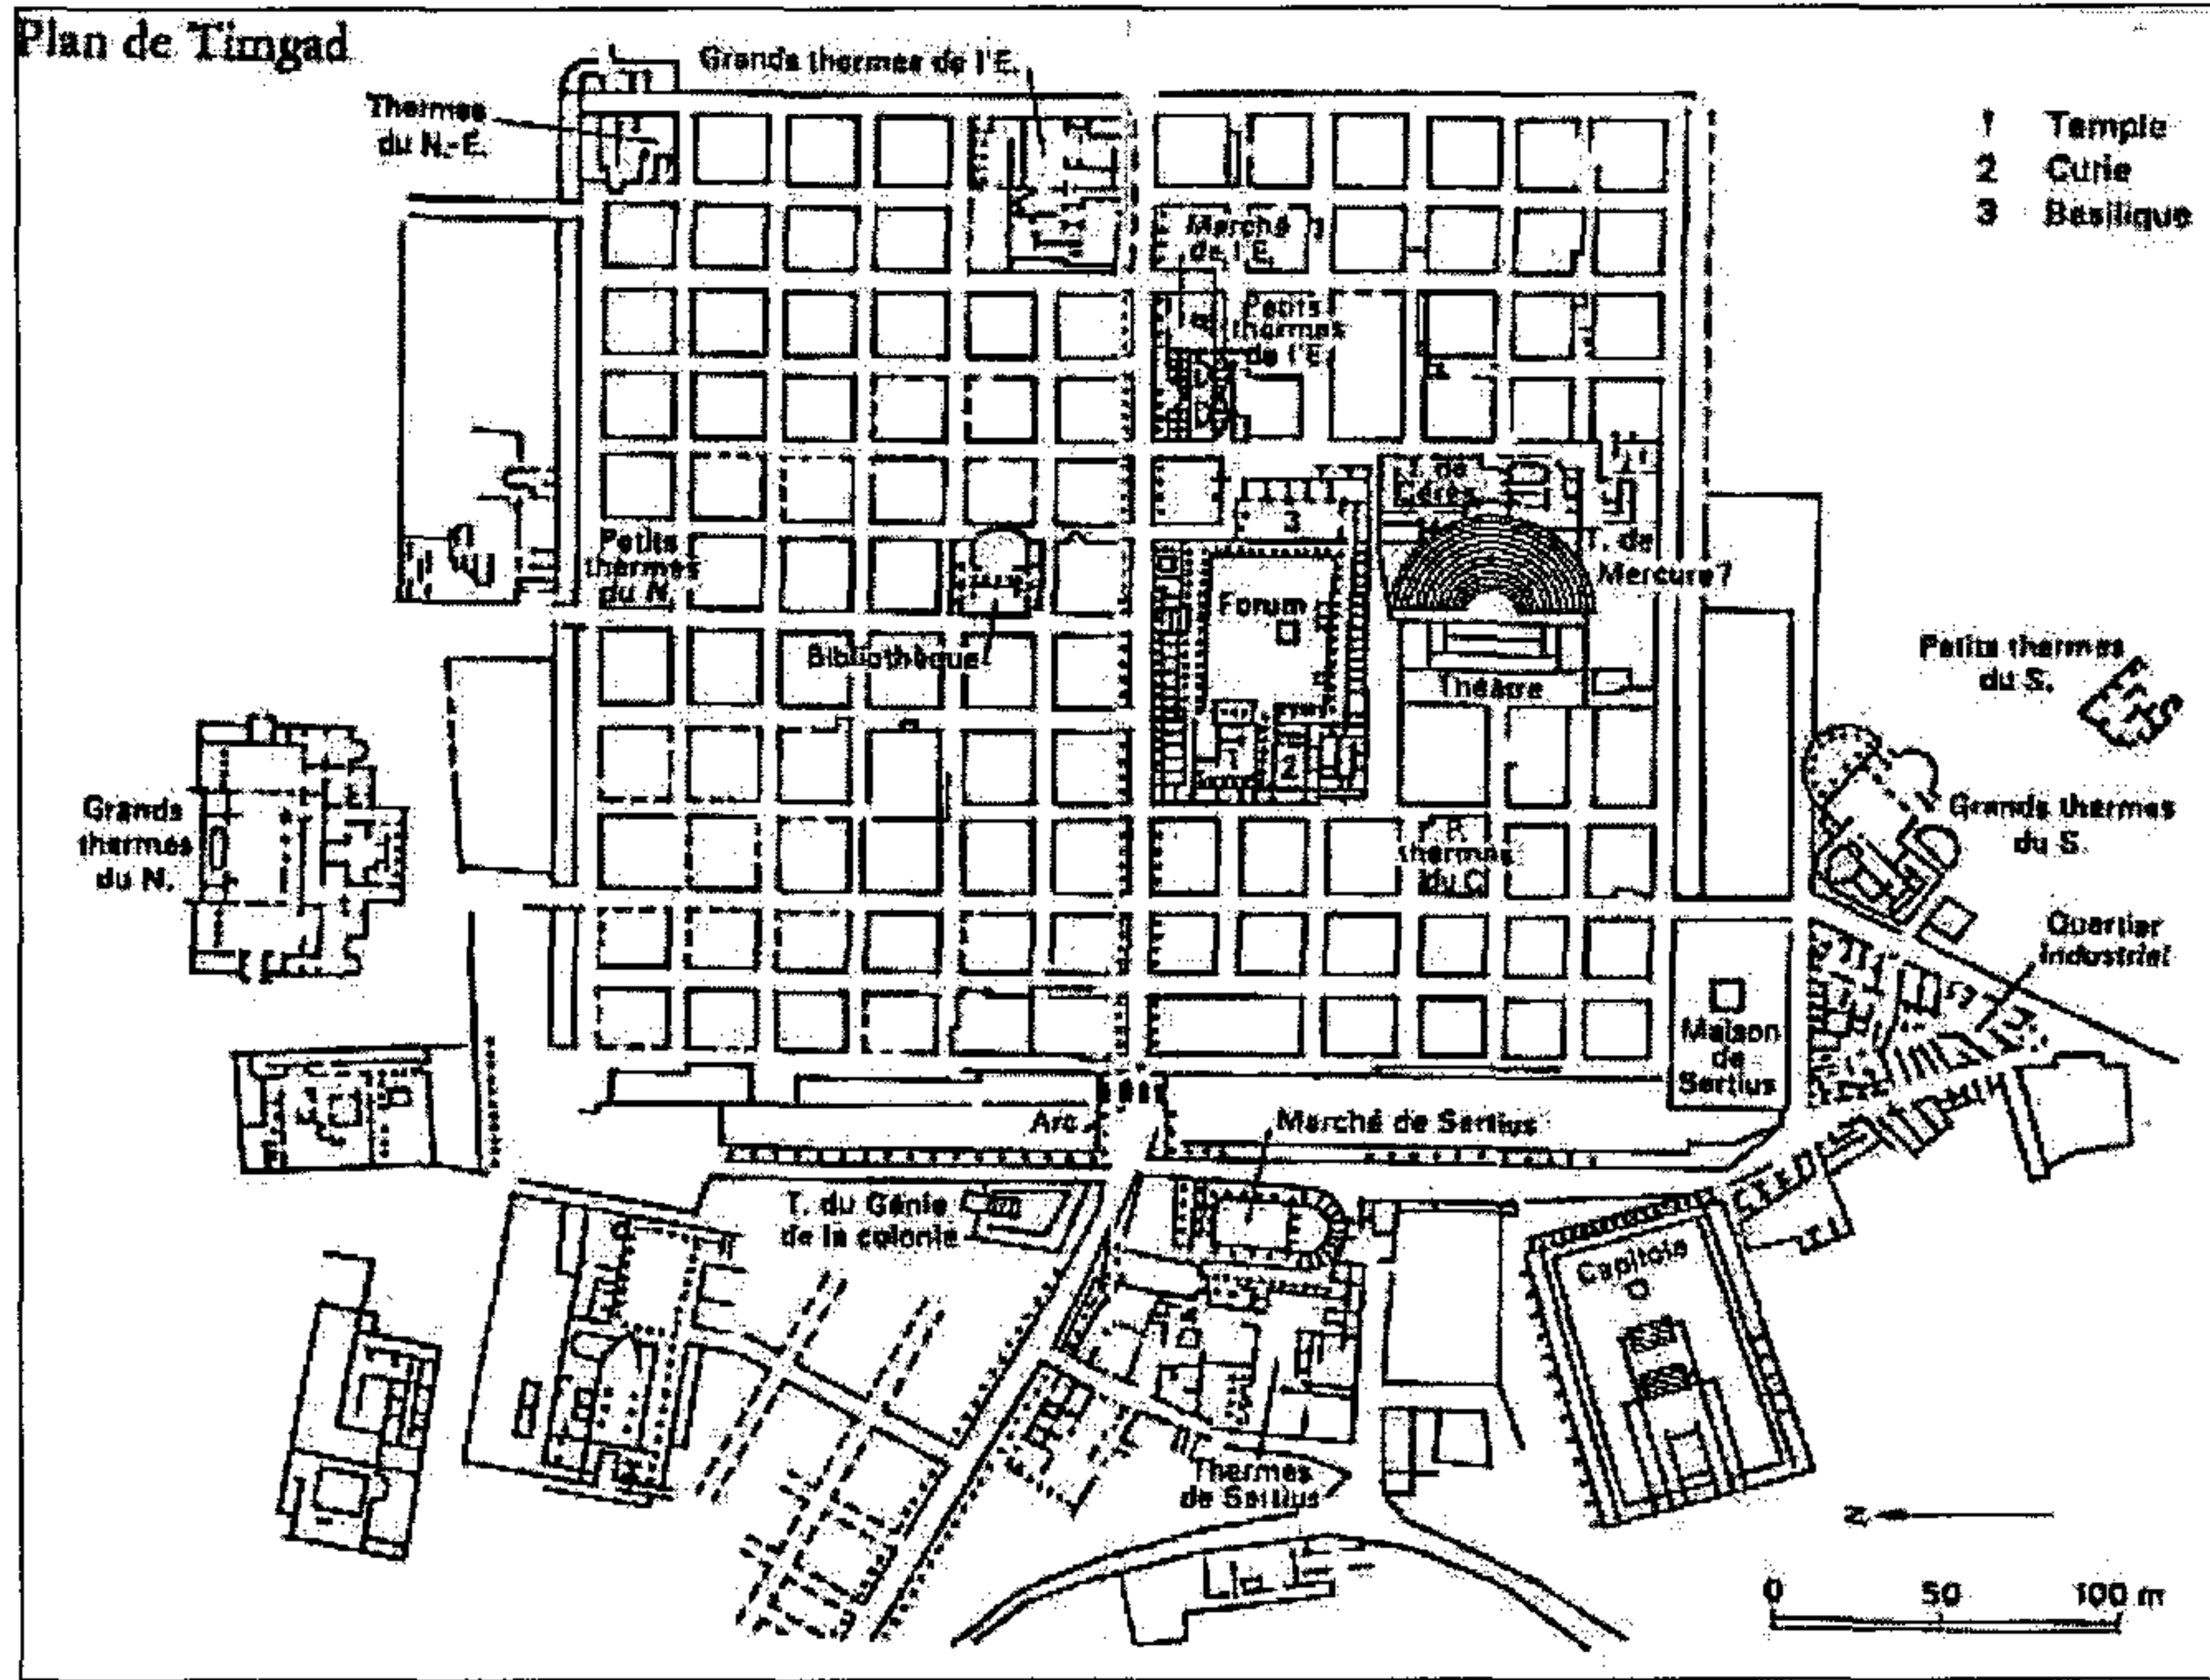 Plan de Timgad
Grands thermes de l'E.
Thermes
du N.-E.
1 Temple
2 Curie
3 Basilique
Marché
de l'E.
Petits
thermes
de l'E.
T. de
Cérès
3
Petits
thermes
du N.
T. de
Mercure?
Forum
Bibliothèque
Théâtre
Petits thermes
du S.
1
2
Grands
thermes
du N.
Grands thermes
du S.
P.
thermes
du C.
Quartier
industriel
Maison
de
Sertius
Arc
Marché de Sertius
T. du Génie
de la colonie
Capitole
Thermes
de Sertius
N
0 50 100 m